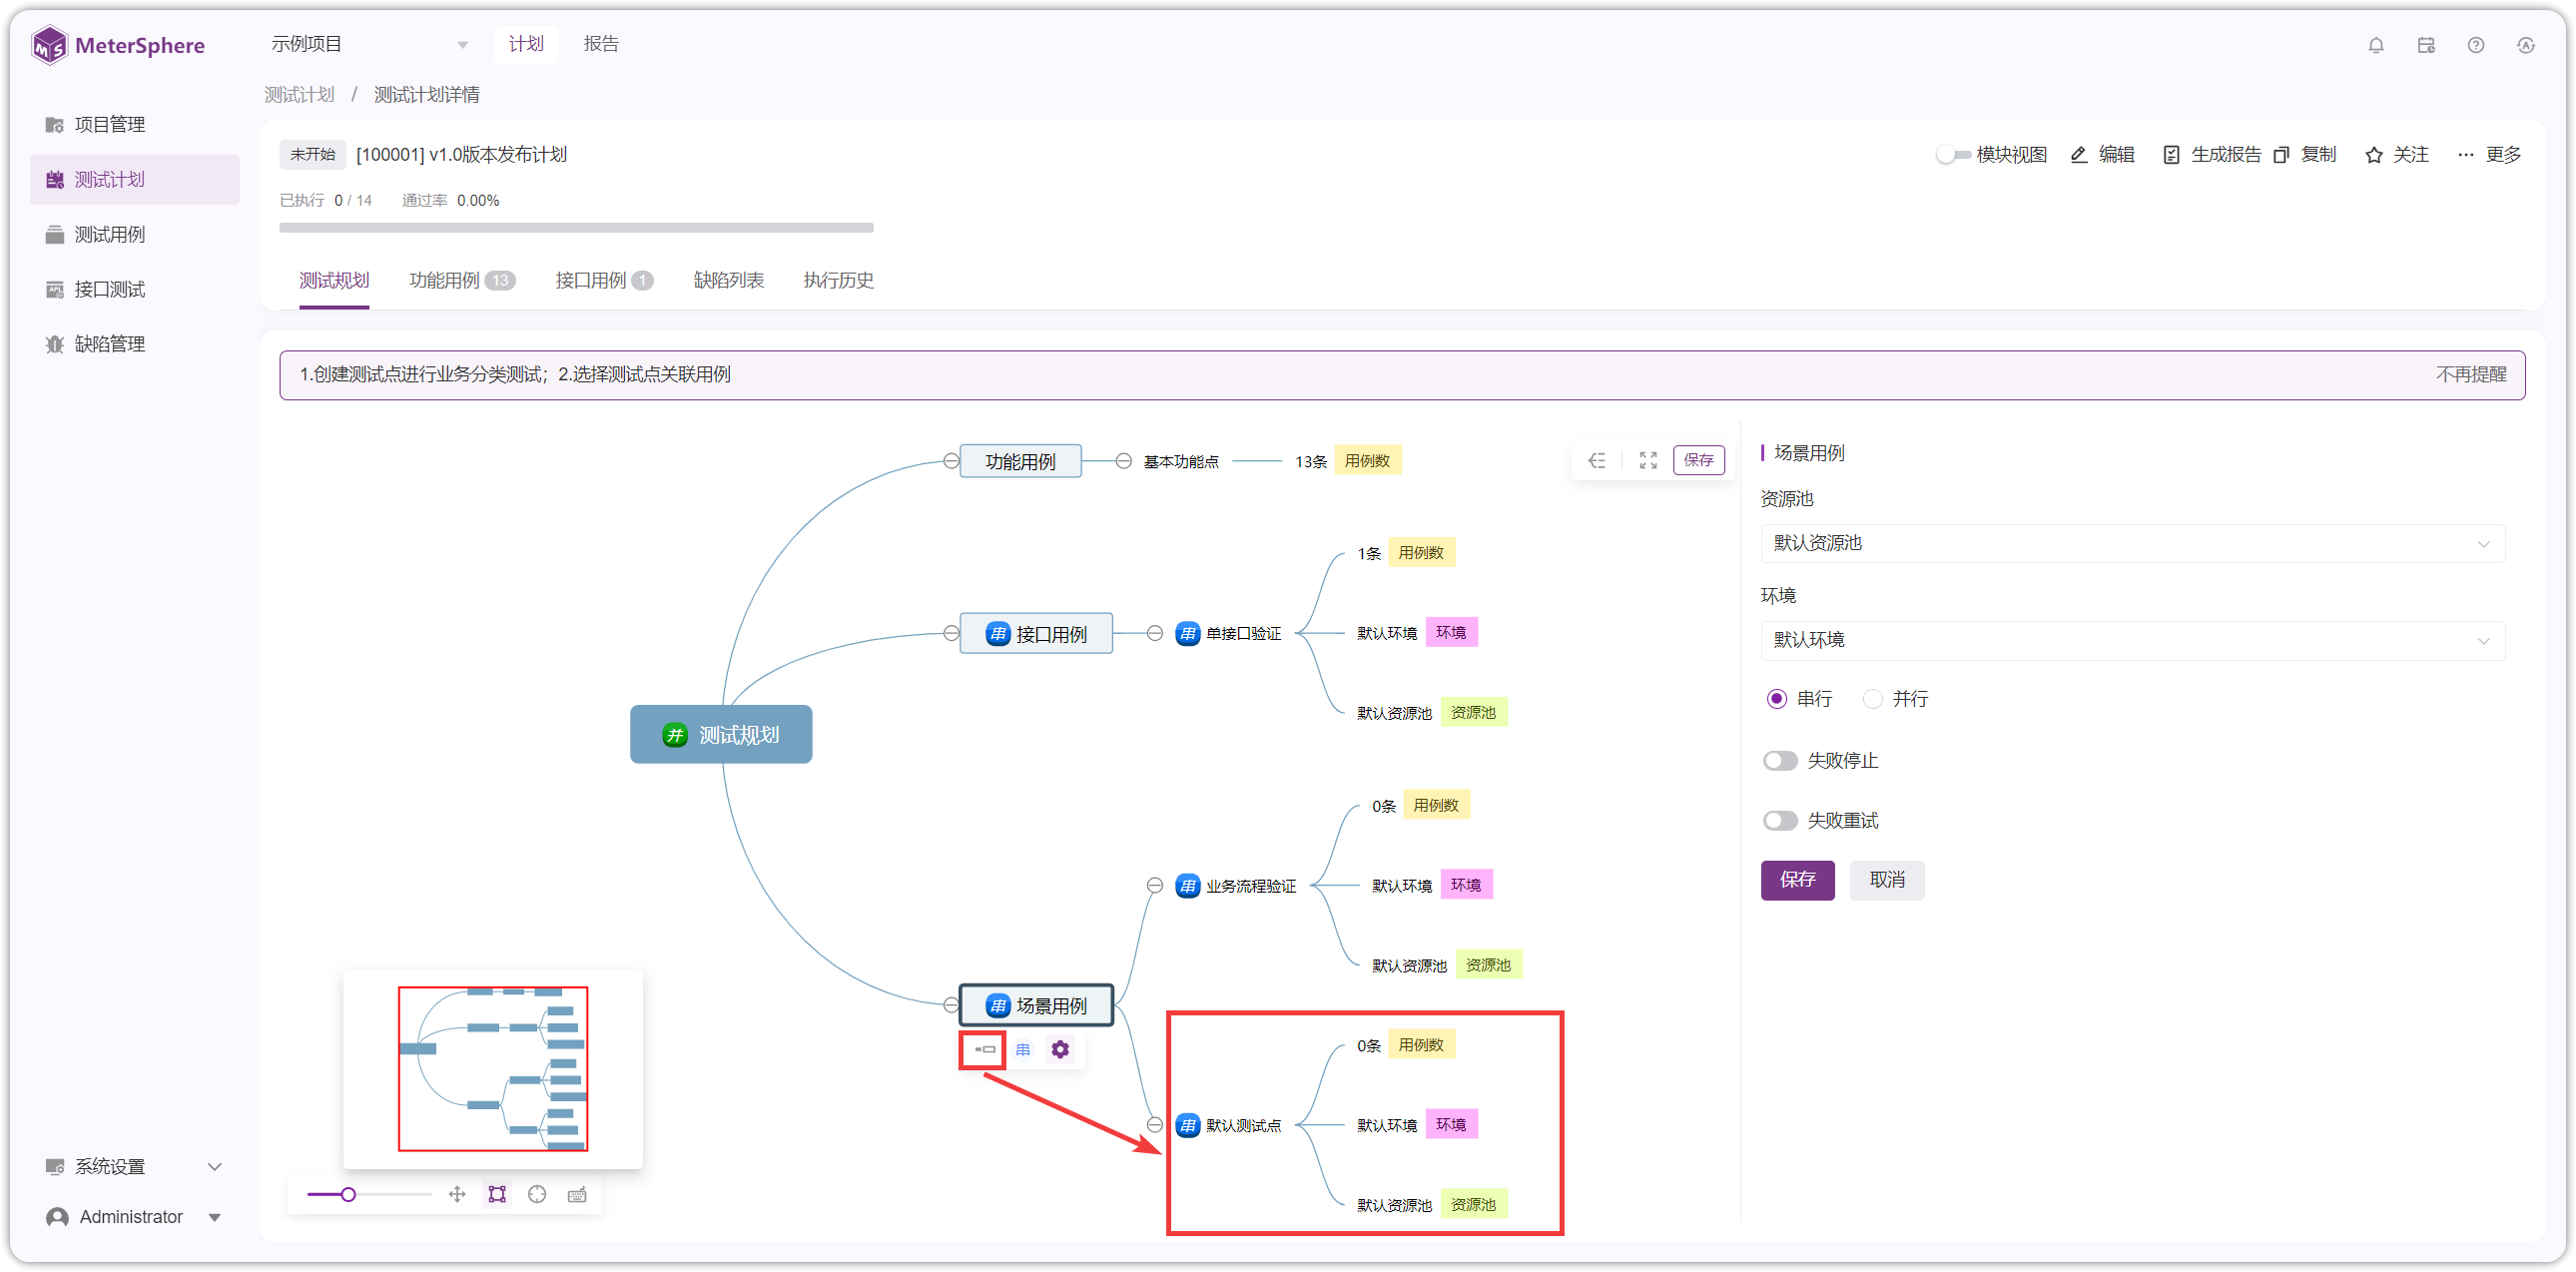 MeterSphere
示例项目
计划
报告
测试计划 / 测试计划详情
项目管理
测试计划
测试用例
接口测试
缺陷管理
系统设置
Administrator
未开始 [100001] v1.0版本发布计划
模块视图 编辑 生成报告 复制 关注 更多
已执行 0 / 14 通过率 0.00%
测试规划 功能用例 13 接口用例 1 缺陷列表 执行历史
1.创建测试点进行业务分类测试；2.选择测试点关联用例 不再提醒
功能用例 基本功能点 13条 用例数
保存
1条 用例数
串 接口用例 串 单接口验证 默认环境 环境
默认资源池 资源池
并 测试规划
0条 用例数
串 业务流程验证 默认环境 环境
默认资源池 资源池
串 场景用例
串
0条 用例数
串 默认测试点 默认环境 环境
默认资源池 资源池
场景用例
资源池
默认资源池
环境
默认环境
串行 并行
失败停止
失败重试
保存 取消